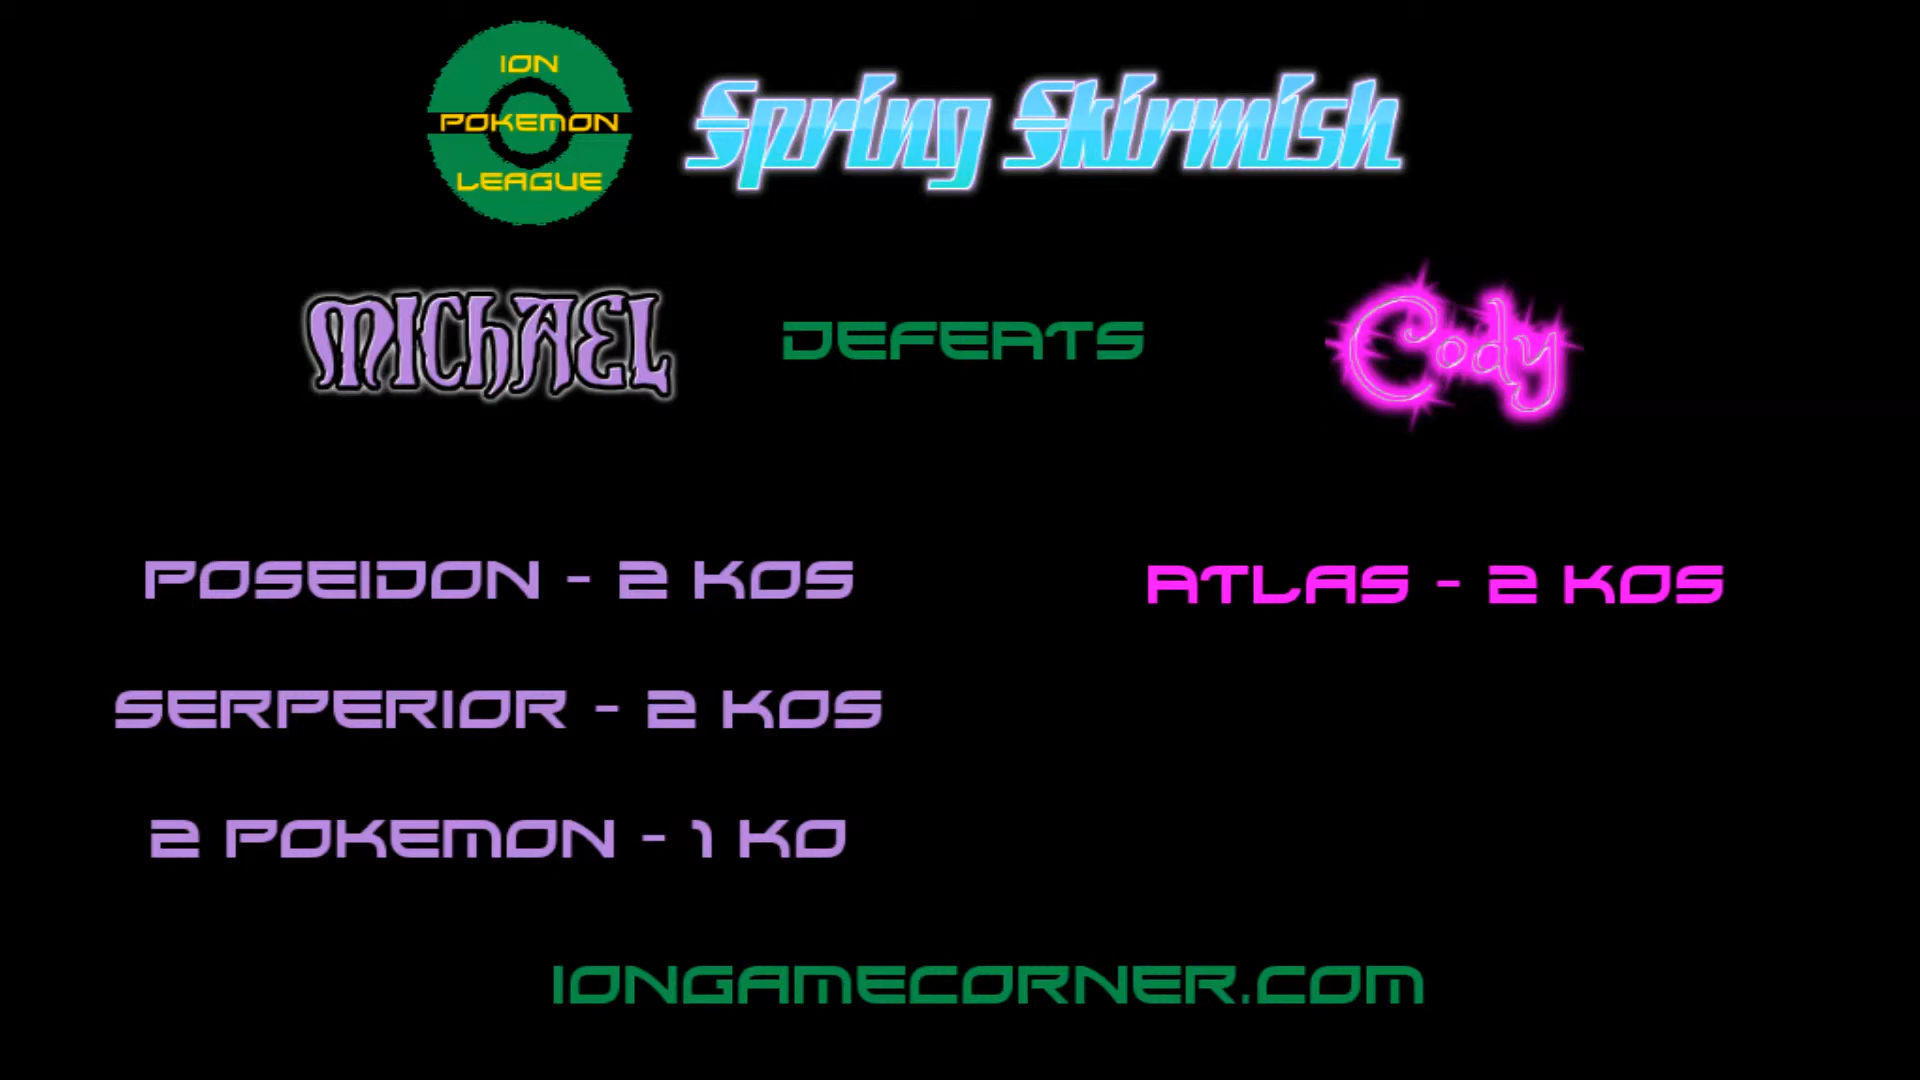 ION
POKEMON
LEAGUE
Spring Skirmish
MICHAEL
DEFEATS
Cody
POSEIDON - 2 KOS
ATLAS - 2 KOS
SERPERIOR - 2 KOS
2 POKEMON - 1 KO
IONGAMECORNER.COM